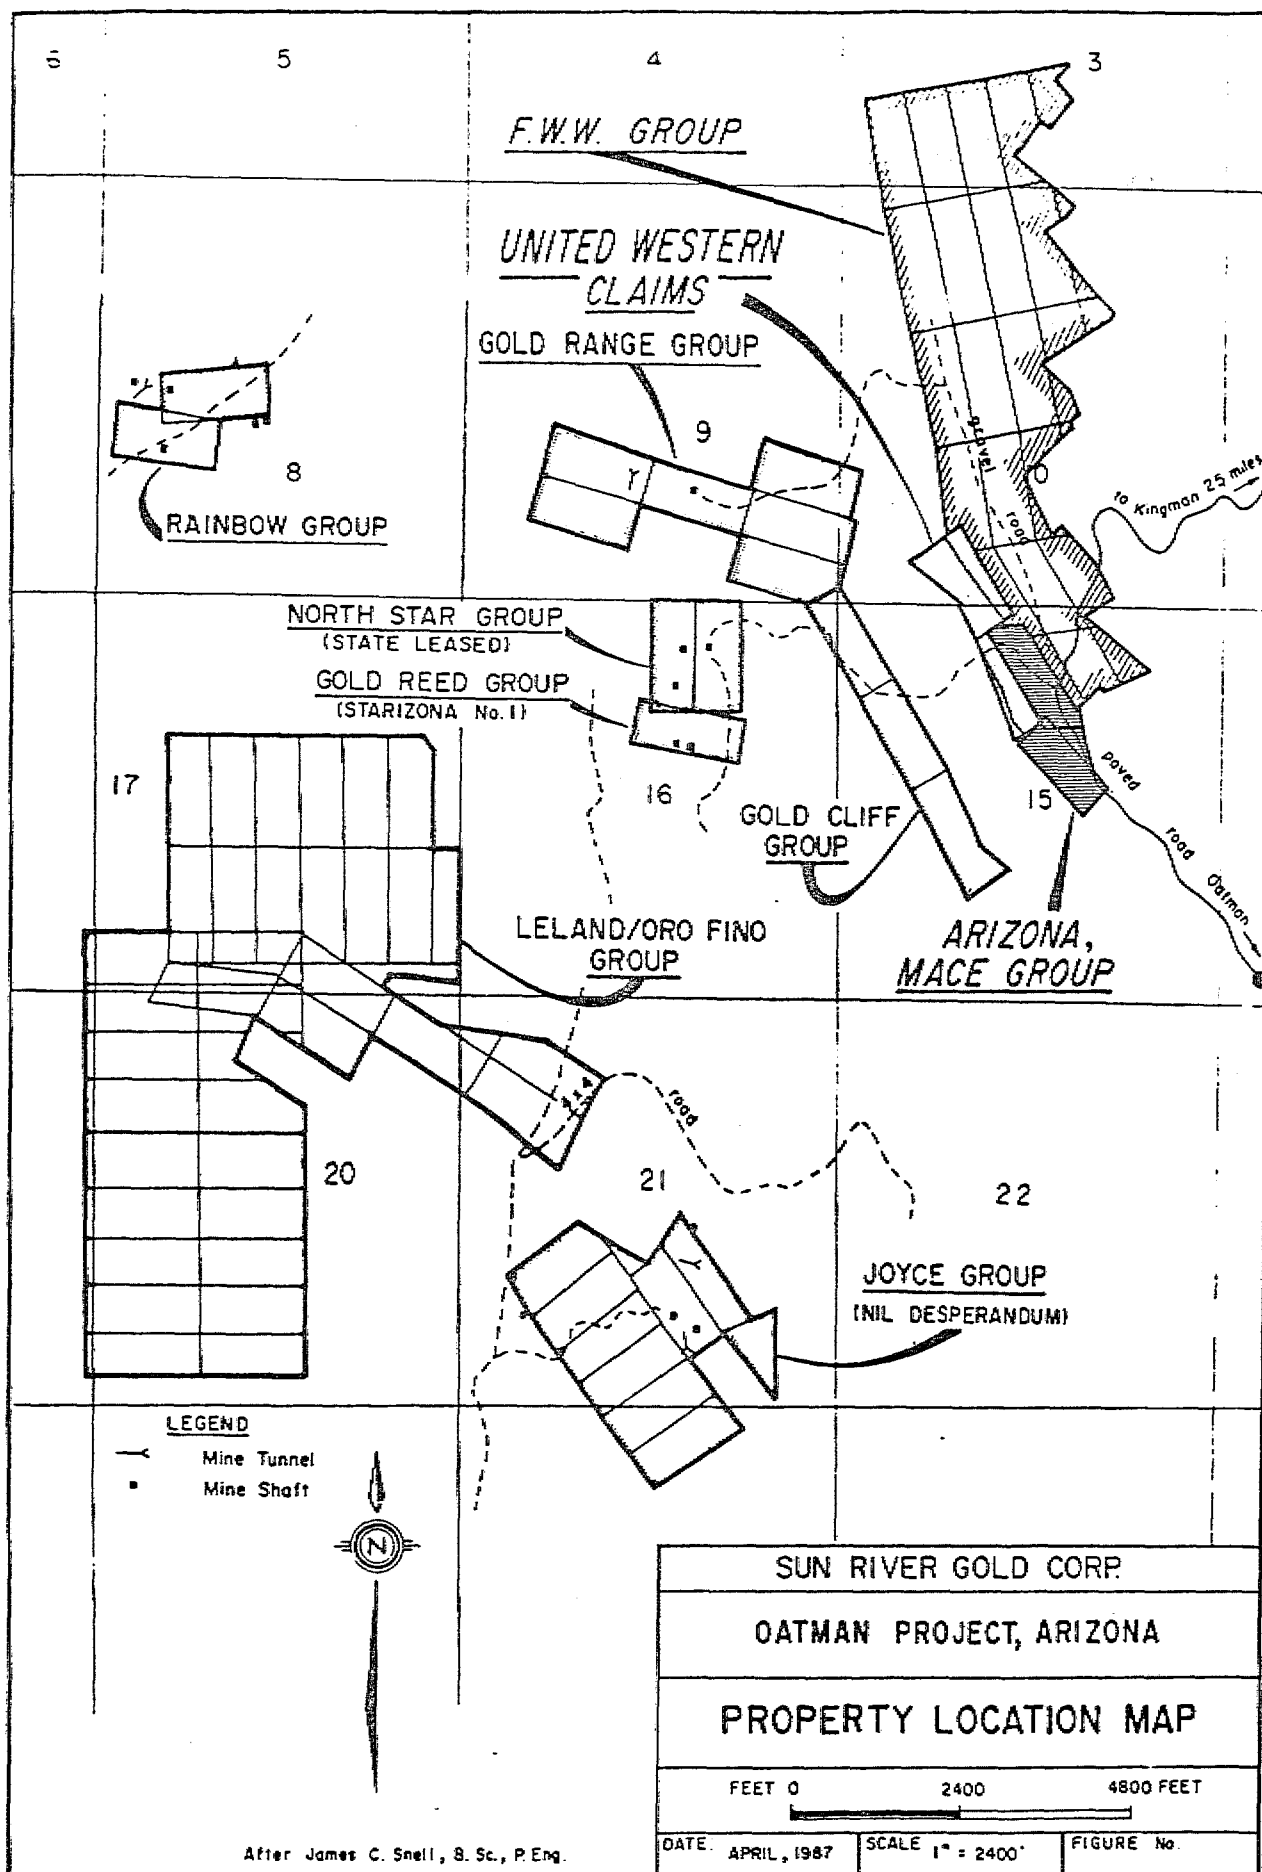 6 5 4 3
F.W.W. GROUP
UNITED WESTERN
CLAIMS
GOLD RANGE GROUP
9
8
gravel
road
to Kingman 25 miles
RAINBOW GROUP
NORTH STAR GROUP
(STATE LEASED)
GOLD REED GROUP
(STARIZONA No. 1)
17
16
15
GOLD CLIFF
GROUP
paved
road
Oatman
LELAND/ORO FINO
GROUP
ARIZONA,
MACE GROUP
4 x 4
road
20
21
22
JOYCE GROUP
(NIL DESPERANDUM)
LEGEND
Mine Tunnel
Mine Shaft
N
SUN RIVER GOLD CORP.
OATMAN PROJECT, ARIZONA
PROPERTY LOCATION MAP
FEET 0 2400 4800 FEET
DATE. APRIL, 1987 SCALE 1" = 2400' FIGURE No.
After James C. Snell, B. Sc., P. Eng.